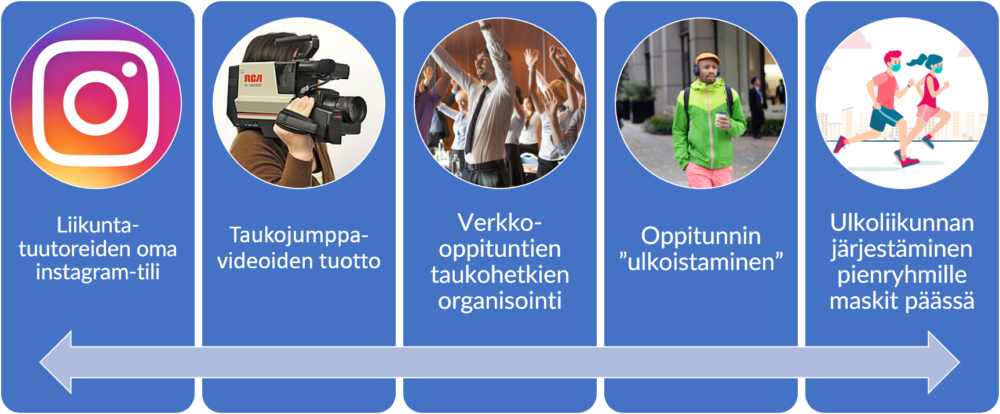 RCA
Liikunta-
tuutoreiden oma
instagram-tili
Taukojumppa-
videoiden tuotto
Verkko-
oppituntien
taukohetkien
organisointi
Oppitunnin
”ulkoistaminen”
Ulkoliikunnan
järjestäminen
pienryhmille
maskit päässä